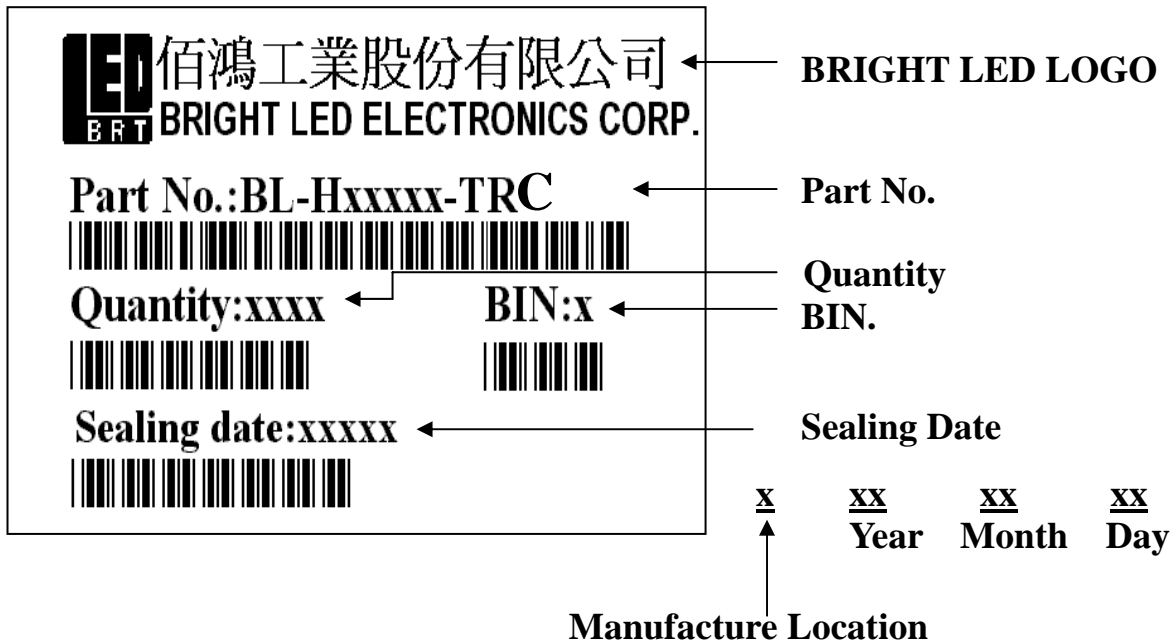 LED 佰鴻工業股份有限公司 BRIGHT LED LOGO
BRT BRIGHT LED ELECTRONICS CORP.
Part No.:BL-Hxxxxx-TRC Part No.
Quantity
Quantity:xxxx BIN:x BIN.
Sealing date:xxxxx Sealing Date
x xx xx xx
Year Month Day
Manufacture Location